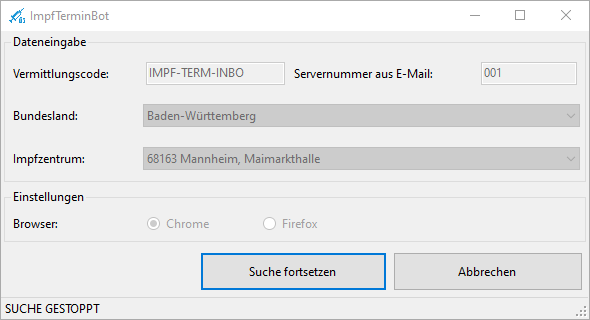 ImpfTerminBot
Dateneingabe
Vermittlungscode: IMPF-TERM-INBO Servernummer aus E-Mail: 001
Bundesland: Baden-Württemberg
Impfzentrum: 68163 Mannheim, Maimarkthalle
Einstellungen
Browser: Chrome Firefox
Suche fortsetzen Abbrechen
SUCHE GESTOPPT